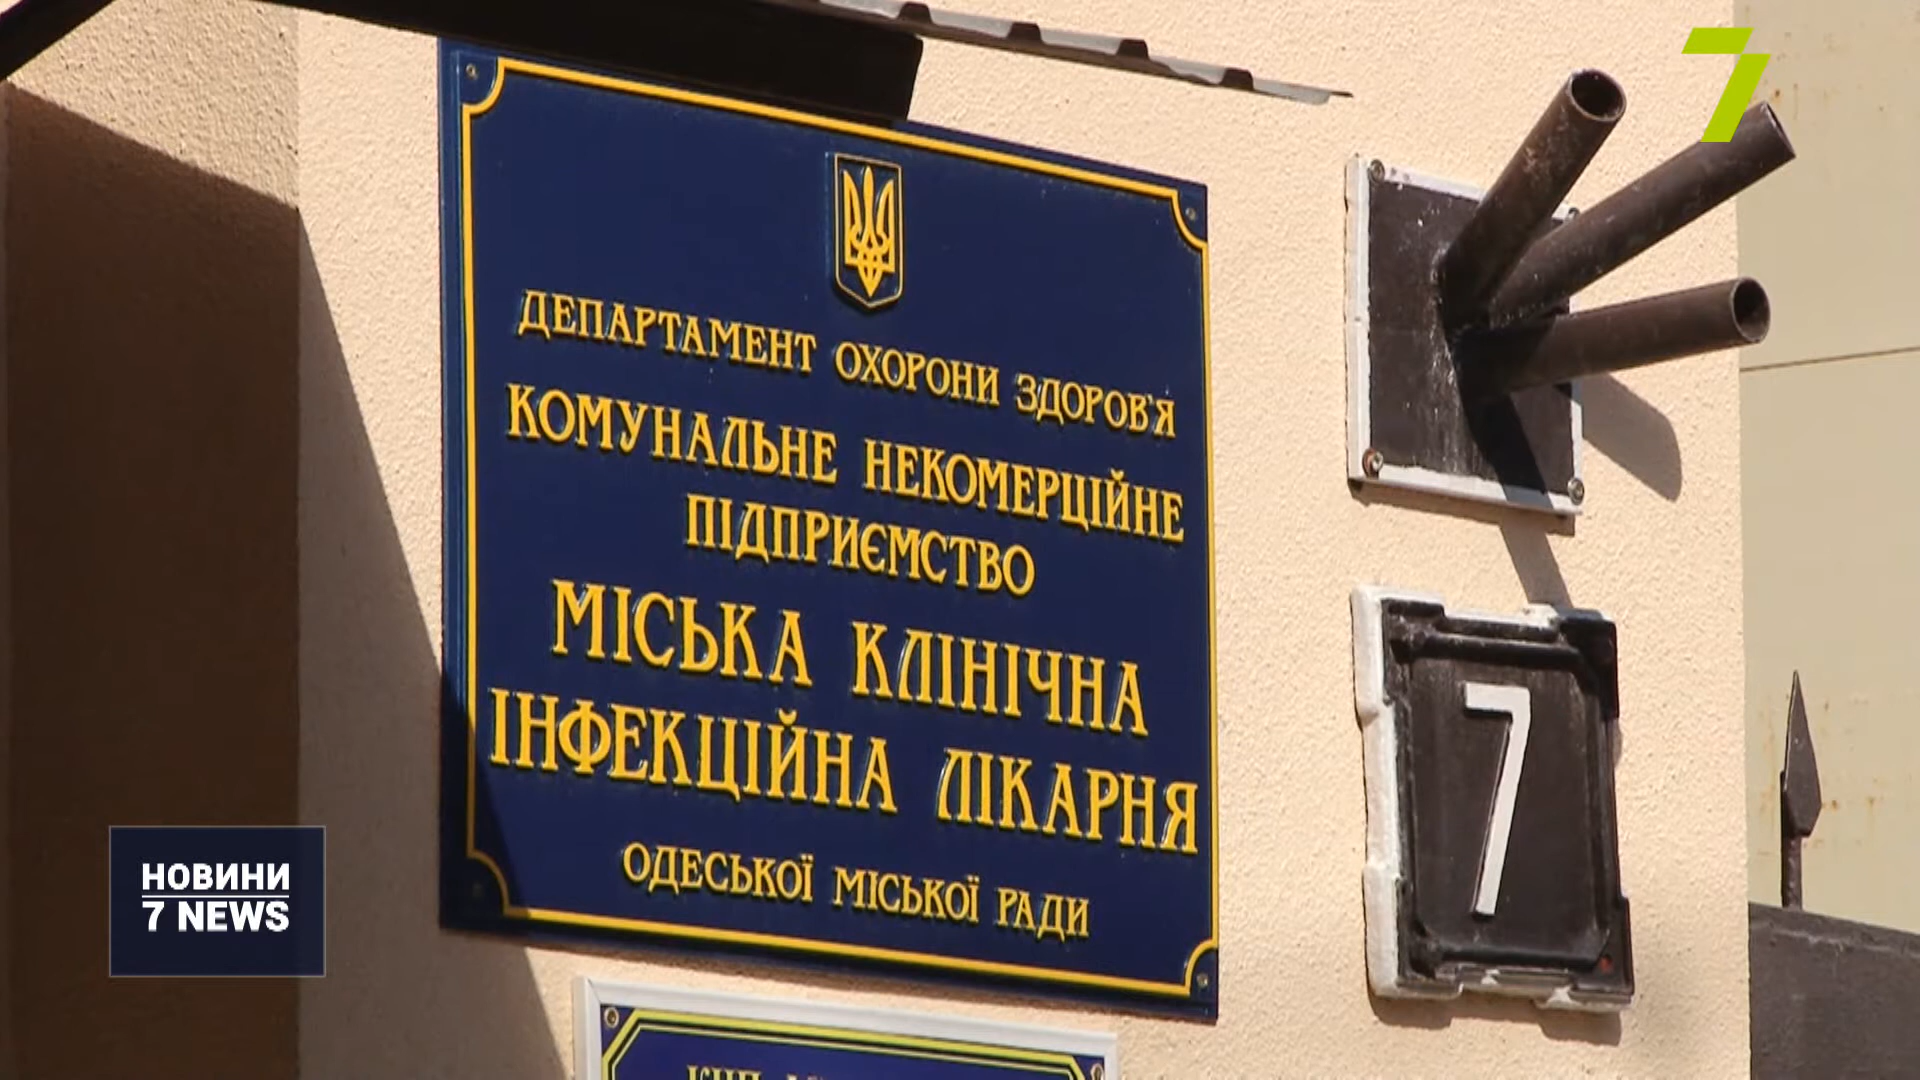 7
ДЕПАРТАМЕНТ ОХОРОНИ ЗДОРОВ'Я
КОМУНАЛЬНЕ НЕКОМЕРЦІЙНЕ
ПІДПРИЄМСТВО
МІСЬКА КЛІНІЧНА
ІНФЕКЦІЙНА ЛІКАРНЯ
ОДЕСЬКОЇ МІСЬКОЇ РАДИ
7
НОВИНИ
7 NEWS